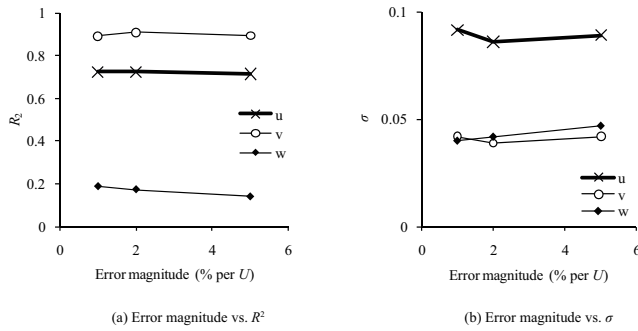 1
0.8
0.6
0.4
0.2
0
R2
u
v
w
0 2 4 6
Error magnitude (% per U)
(a) Error magnitude vs. R²
0.1
0.05
0
σ
u
v
w
0 2 4 6
Error magnitude (% per U)
(b) Error magnitude vs. σ